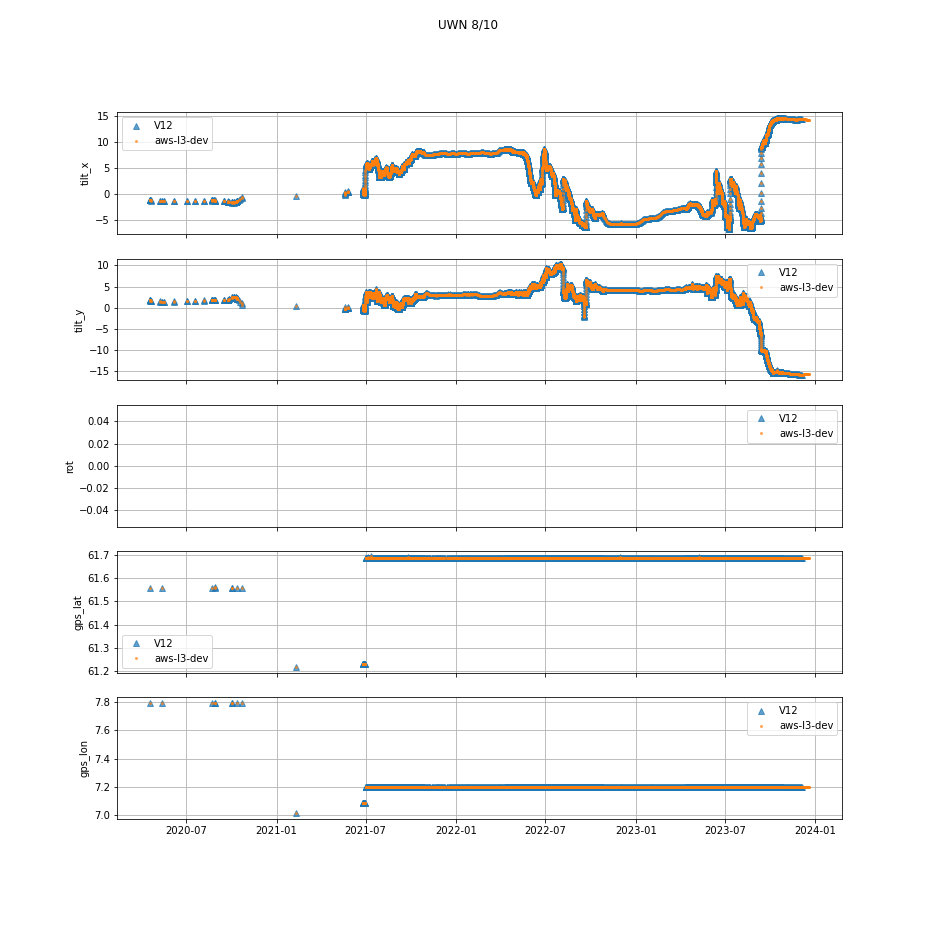 UWN 8/10
15
10
5
0
−5
tilt_x
V12
aws-l3-dev
10
5
0
−5
−10
−15
tilt_y
V12
aws-l3-dev
0.04
0.02
0.00
−0.02
−0.04
rot
V12
aws-l3-dev
61.7
61.6
61.5
61.4
61.3
61.2
gps_lat
V12
aws-l3-dev
7.8
7.6
7.4
7.2
7.0
gps_lon
V12
aws-l3-dev
2020-07 2021-01 2021-07 2022-01 2022-07 2023-01 2023-07 2024-01